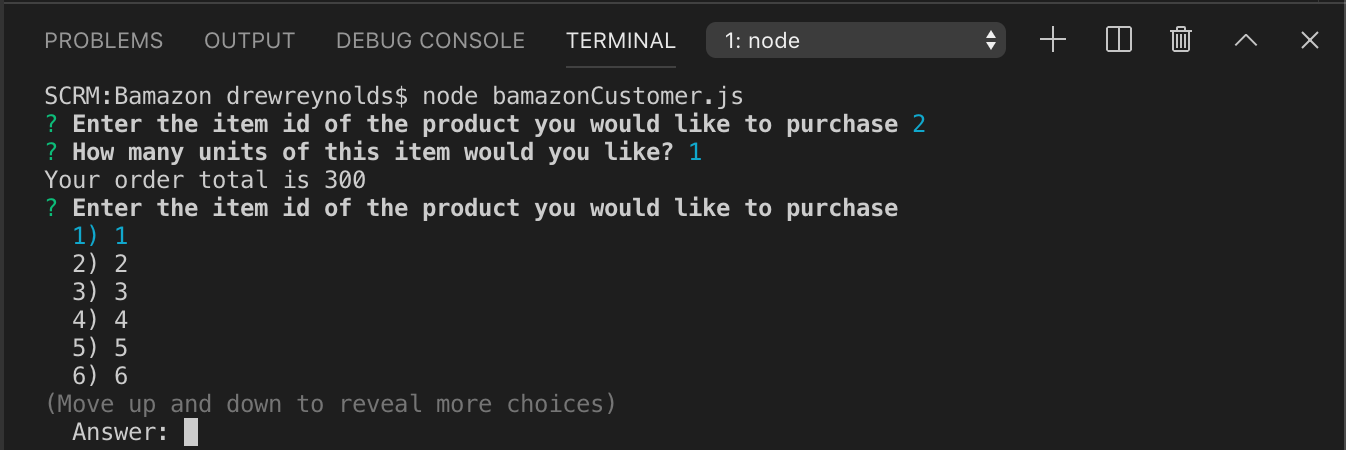 PROBLEMS OUTPUT DEBUG CONSOLE TERMINAL 1: node
SCRM:Bamazon drewreynolds$ node bamazonCustomer.js
? Enter the item id of the product you would like to purchase 2
? How many units of this item would you like? 1
Your order total is 300
? Enter the item id of the product you would like to purchase
1) 1
2) 2
3) 3
4) 4
5) 5
6) 6
(Move up and down to reveal more choices)
Answer: